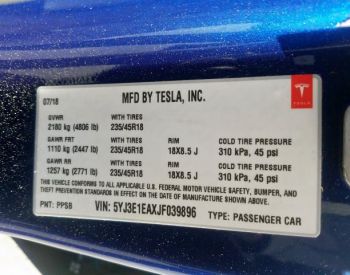 07/18 MFD BY TESLA, INC.
TESLA
GVWR WITH TIRES
2180 kg (4806 lb) 235/45R18
GAWR FRT WITH TIRES RIM COLD TIRE PRESSURE
1110 kg (2447 lb) 235/45R18 18X8.5 J 310 kPa, 45 psi
GAWR RR WITH TIRES RIM COLD TIRE PRESSURE
1257 kg (2771 lb) 235/45R18 18X8.5 J 310 kPa, 45 psi
THIS VEHICLE CONFORMS TO ALL APPLICABLE U.S. FEDERAL MOTOR VEHICLE SAFETY, BUMPER, AND
THEFT PREVENTION STANDARDS IN EFFECT ON THE DATE OF MANUFACTURE SHOWN ABOVE.
PNT: PPSB VIN: 5YJ3E1EAXJF039896 TYPE: PASSENGER CAR